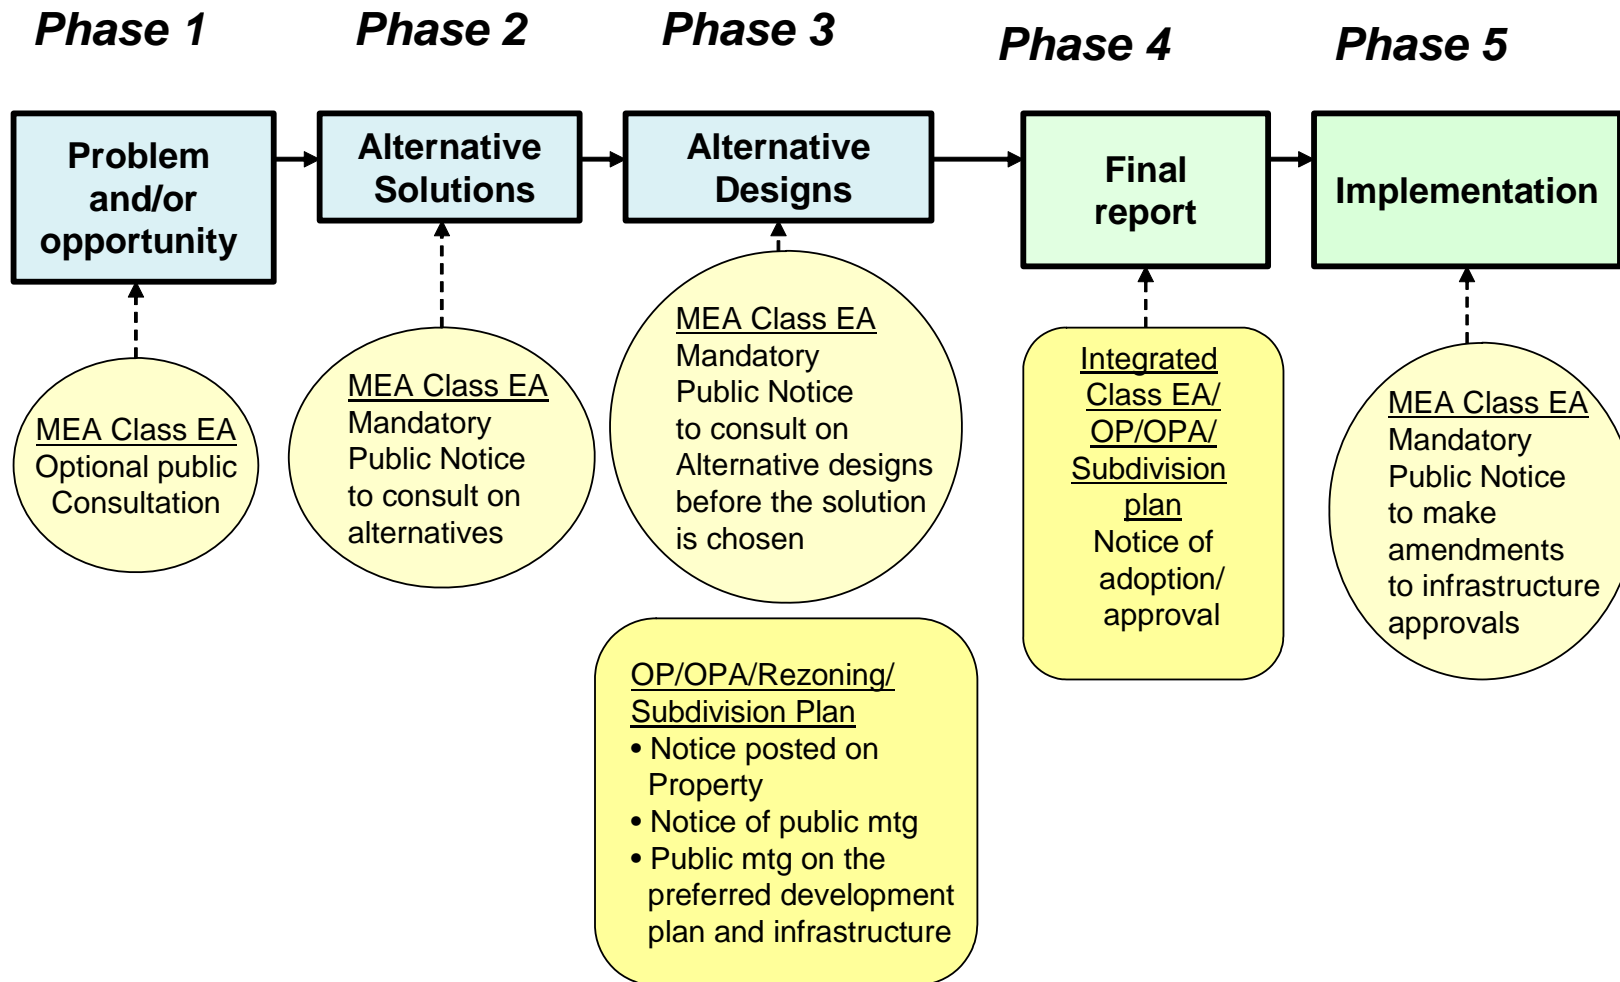 Phase 1
Phase 2
Phase 3
Phase 4
Phase 5
Problem
and/or
opportunity
Alternative
Solutions
Alternative
Designs
Final
report
Implementation
MEA Class EA
Optional public
Consultation
MEA Class EA
Mandatory
Public Notice
to consult on
alternatives
MEA Class EA
Mandatory
Public Notice
to consult on
Alternative designs
before the solution
is chosen
Integrated
Class EA/
OP/OPA/
Subdivision
plan
Notice of
adoption/
approval
MEA Class EA
Mandatory
Public Notice
to make
amendments
to infrastructure
approvals
OP/OPA/Rezoning/
Subdivision Plan
• Notice posted on
Property
• Notice of public mtg
• Public mtg on the
preferred development
plan and infrastructure